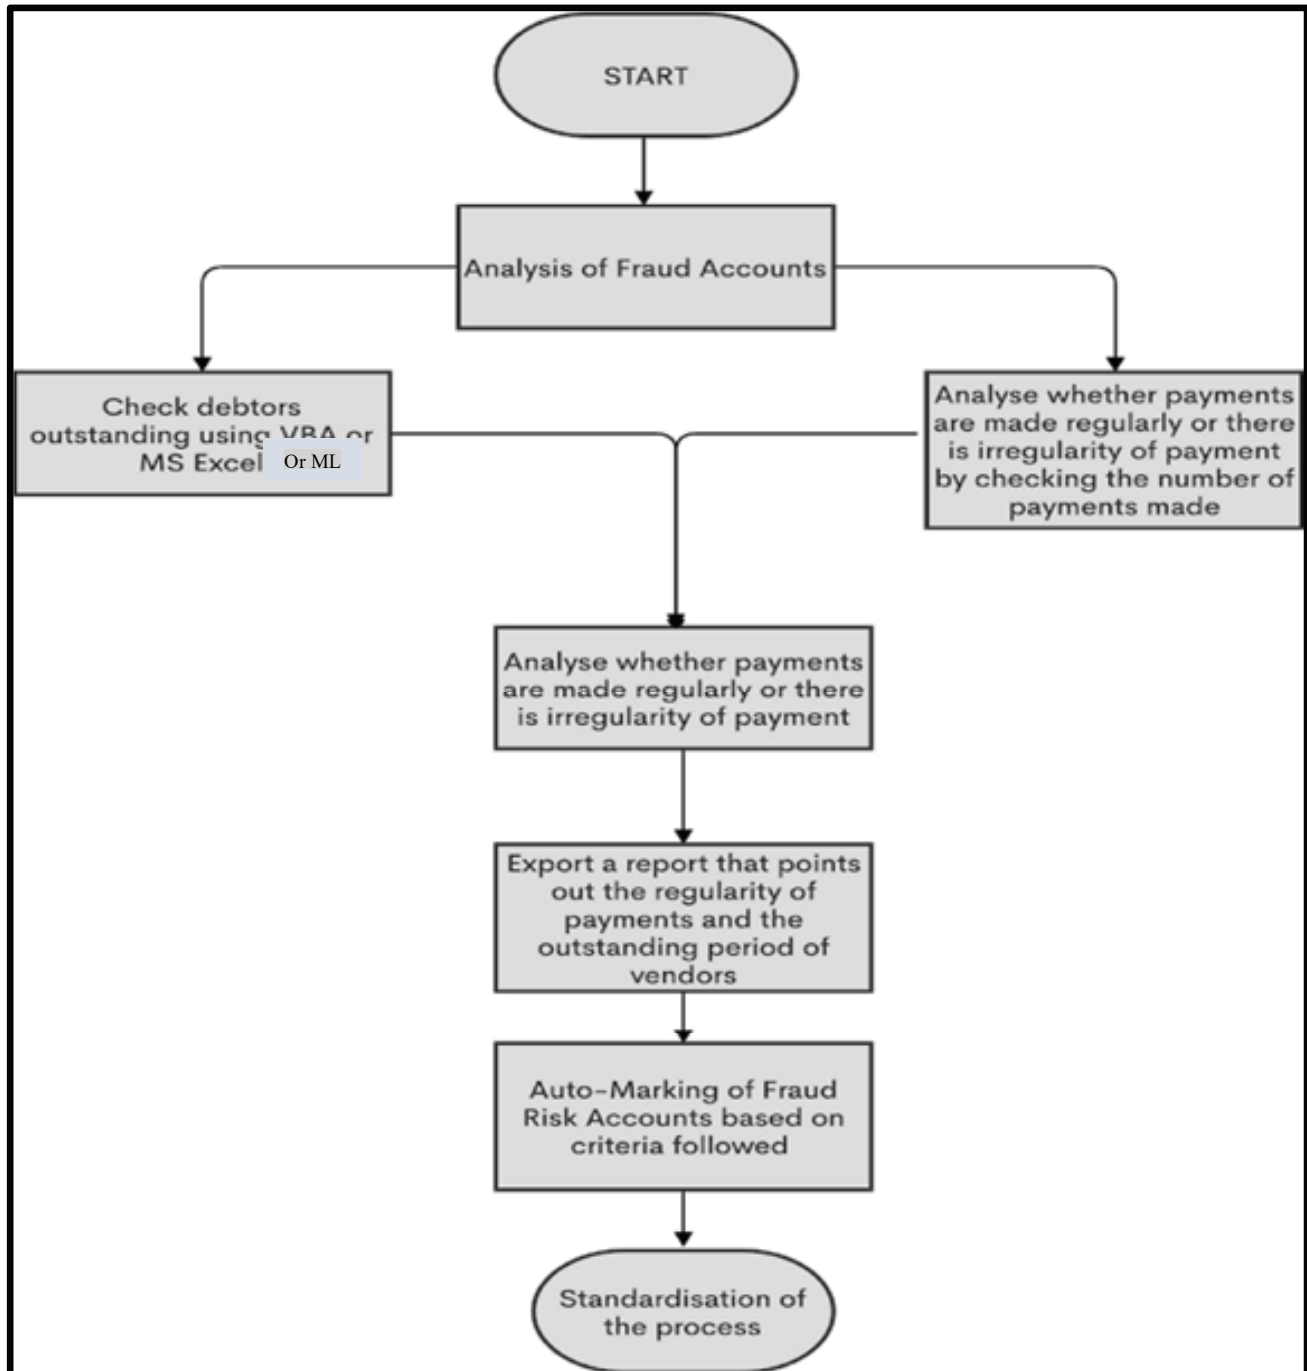 START
Analysis of Fraud Accounts
Check debtors
outstanding using VBA or
MS Excel Or ML
Analyse whether payments
are made regularly or there
is irregularity of payment
by checking the number of
payments made
Analyse whether payments
are made regularly or there
is irregularity of payment
Export a report that points
out the regularity of
payments and the
outstanding period of
vendors
Auto-Marking of Fraud
Risk Accounts based on
criteria followed
Standardisation of
the process